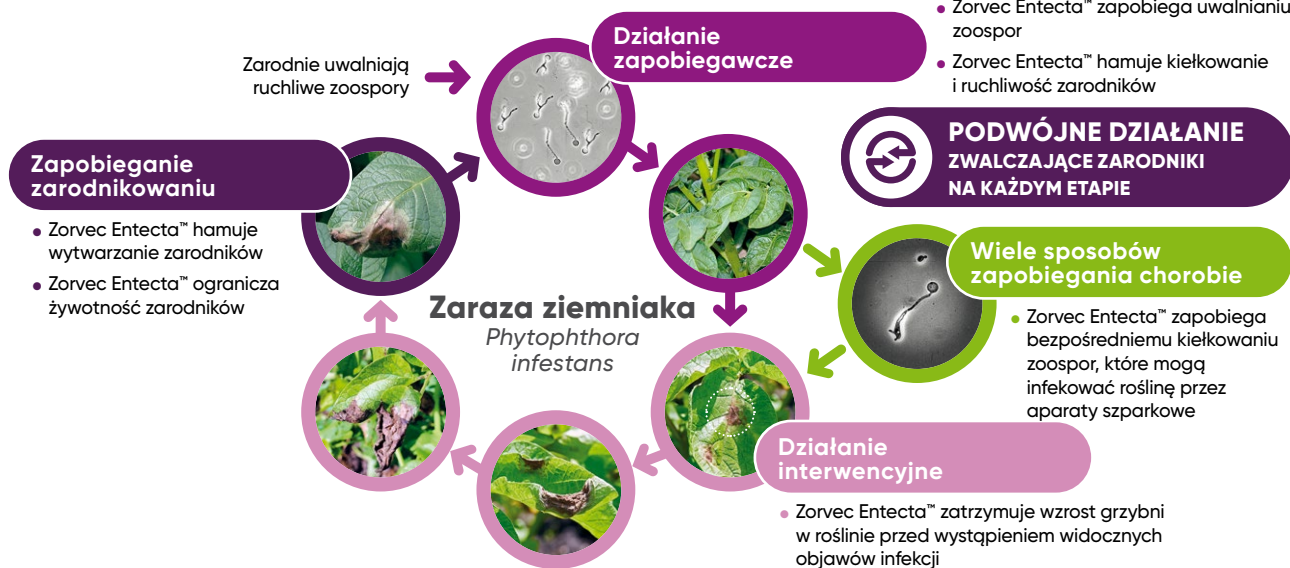 Zorvec Entecta™ zapobiega uwalnianiu
zoospor
Zorvec Entecta™ hamuje kiełkowanie
i ruchliwość zarodników
Działanie
zapobiegawcze
Zarodnie uwalniają
ruchliwe zoospory
PODWÓJNE DZIAŁANIE
ZWALCZAJĄCE ZARODNIKI
NA KAŻDYM ETAPIE
Zapobieganie
zarodnikowaniu
Zorvec Entecta™ hamuje
wytwarzanie zarodników
Zorvec Entecta™ ogranicza
żywotność zarodników
Wiele sposobów
zapobiegania chorobie
Zorvec Entecta™ zapobiega
bezpośredniemu kiełkowaniu
zoospor, które mogą
infekować roślinę przez
aparaty szparkowe
Zaraza ziemniaka
Phytophthora
infestans
Działanie
interwencyjne
Zorvec Entecta™ zatrzymuje wzrost grzybni
w roślinie przed wystąpieniem widocznych
objawów infekcji